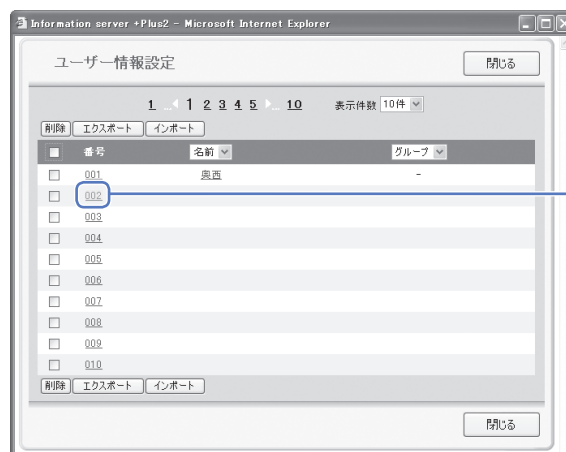 Information server +Plus2 - Microsoft Internet Explorer
ユーザー情報設定 閉じる
1 ... 1 2 3 4 5 ... 10 表示件数 10件
削除 エクスポート インポート
番号 名前 グループ
001 奥西 -
002
003
004
005
006
007
008
009
010
削除 エクスポート インポート
閉じる